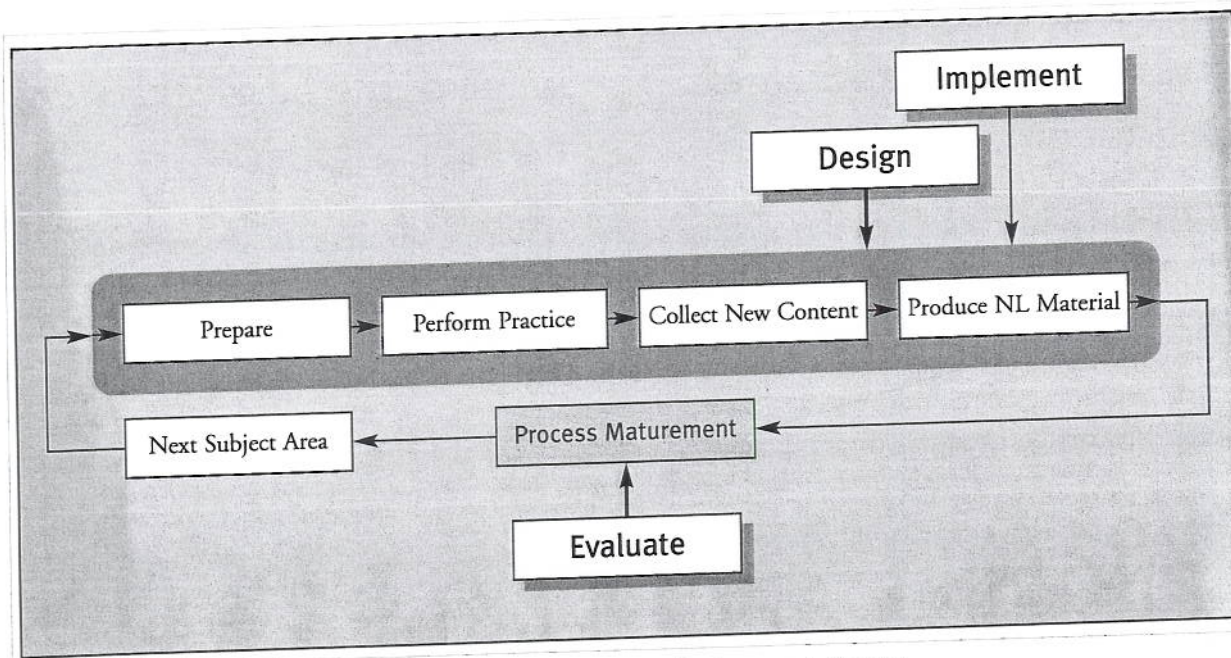 Implement
Design
Prepare
Perform Practice
Collect New Content
Produce NL Material
Next Subject Area
Process Maturement
Evaluate